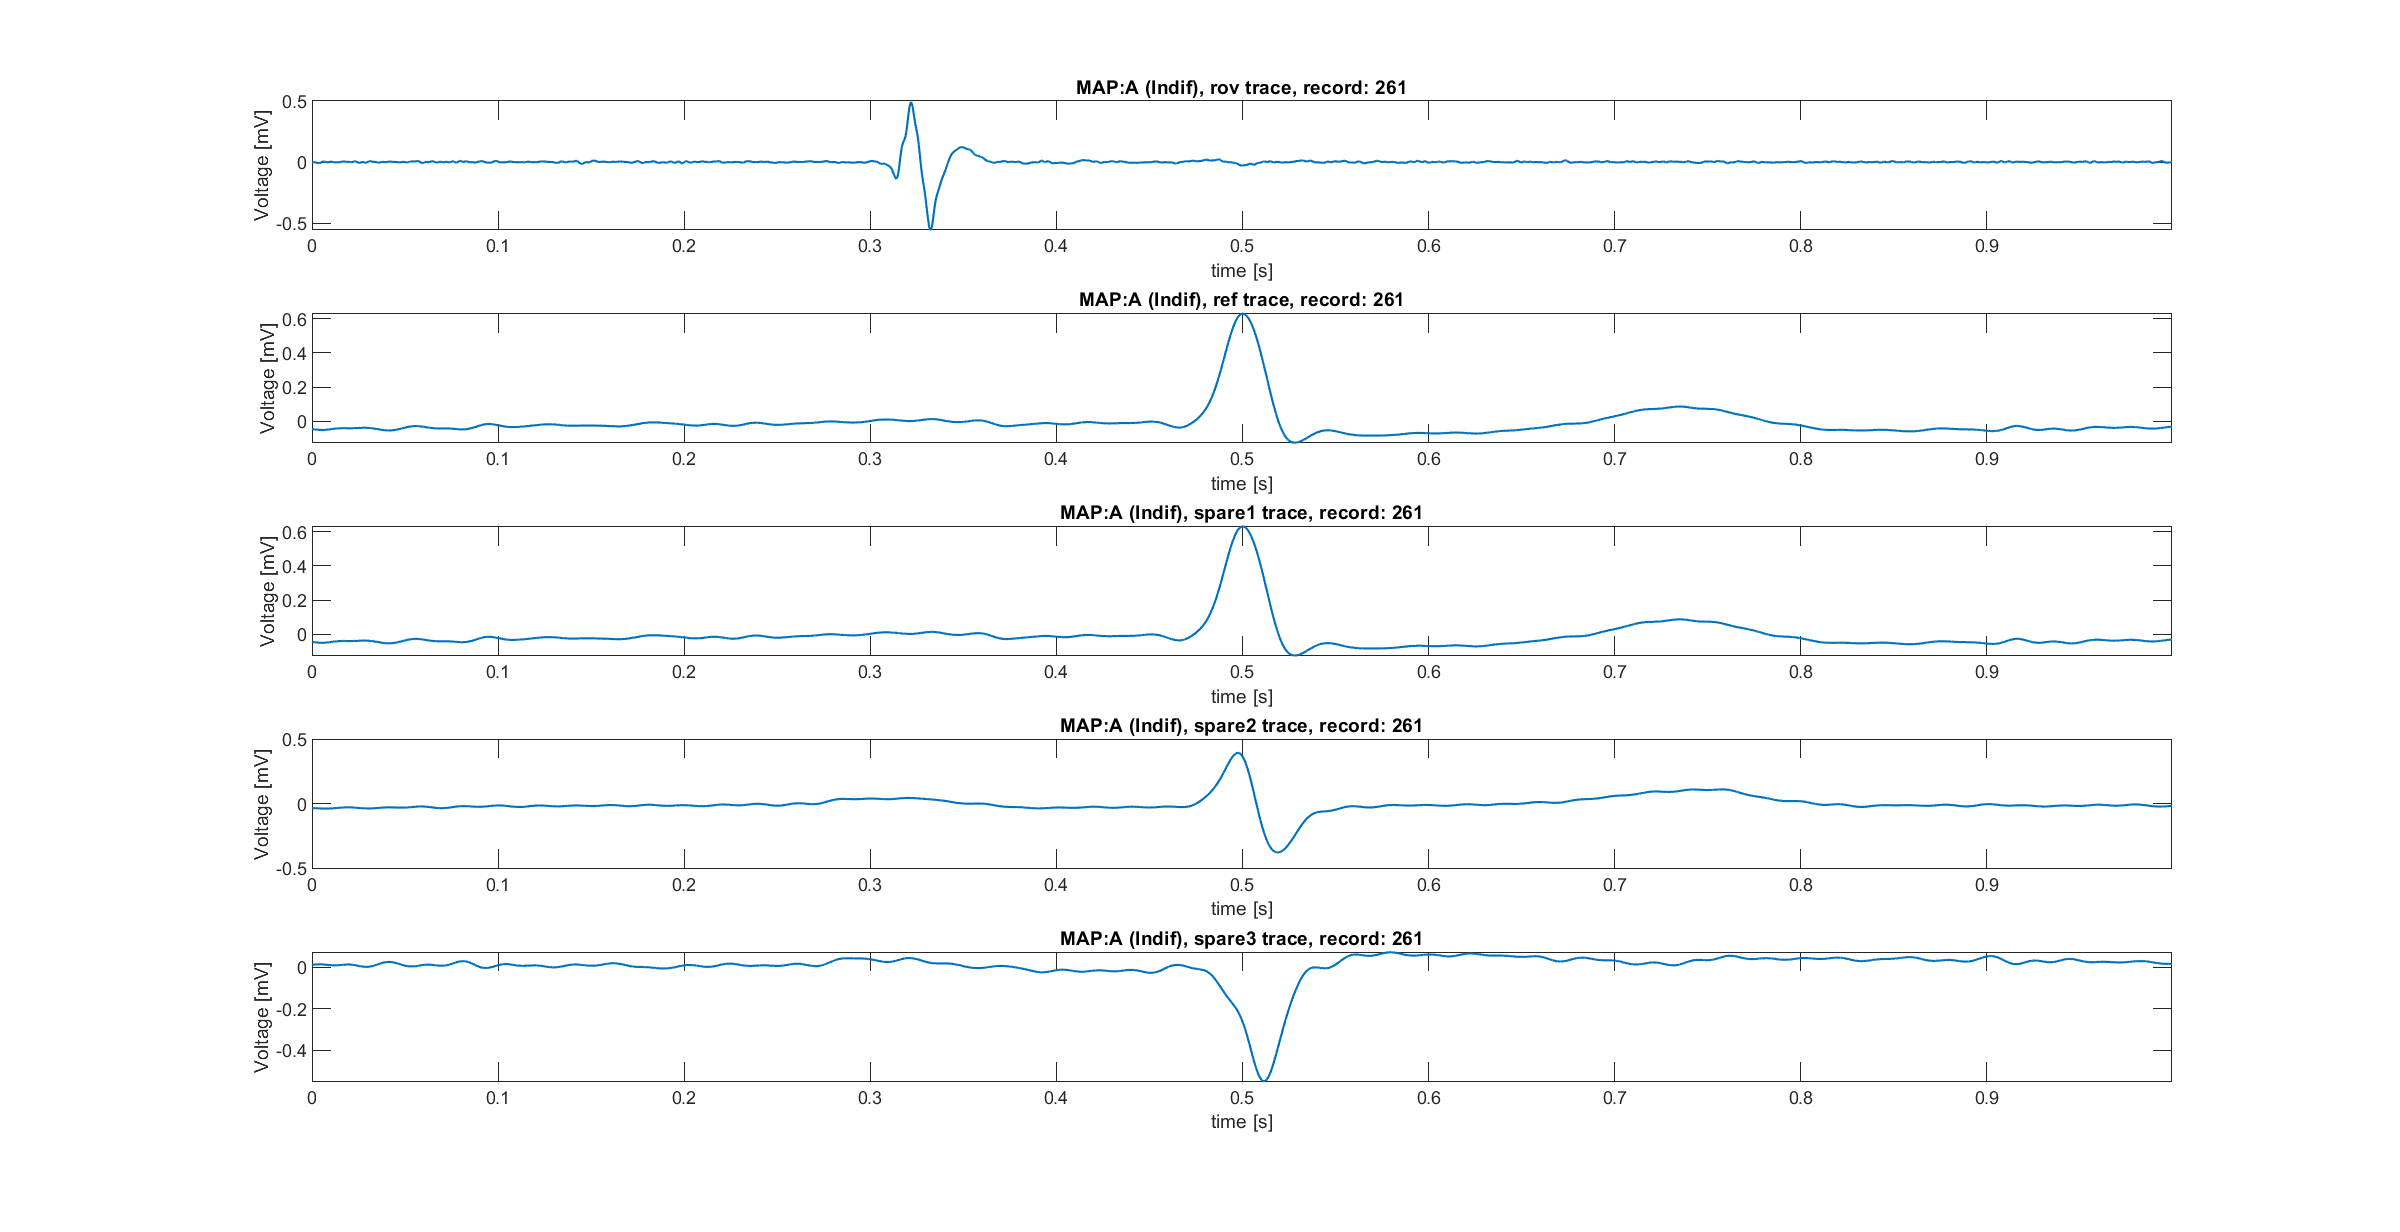 MAP:A (Indif), rov trace, record: 261
Voltage [mV]
0.5
0
-0.5
0 0.1 0.2 0.3 0.4 0.5 0.6 0.7 0.8 0.9
time [s]
MAP:A (Indif), ref trace, record: 261
Voltage [mV]
0.6
0.4
0.2
0
0 0.1 0.2 0.3 0.4 0.5 0.6 0.7 0.8 0.9
time [s]
MAP:A (Indif), spare1 trace, record: 261
Voltage [mV]
0.6
0.4
0.2
0
0 0.1 0.2 0.3 0.4 0.5 0.6 0.7 0.8 0.9
time [s]
MAP:A (Indif), spare2 trace, record: 261
Voltage [mV]
0.5
0
-0.5
0 0.1 0.2 0.3 0.4 0.5 0.6 0.7 0.8 0.9
time [s]
MAP:A (Indif), spare3 trace, record: 261
Voltage [mV]
0
-0.2
-0.4
0 0.1 0.2 0.3 0.4 0.5 0.6 0.7 0.8 0.9
time [s]